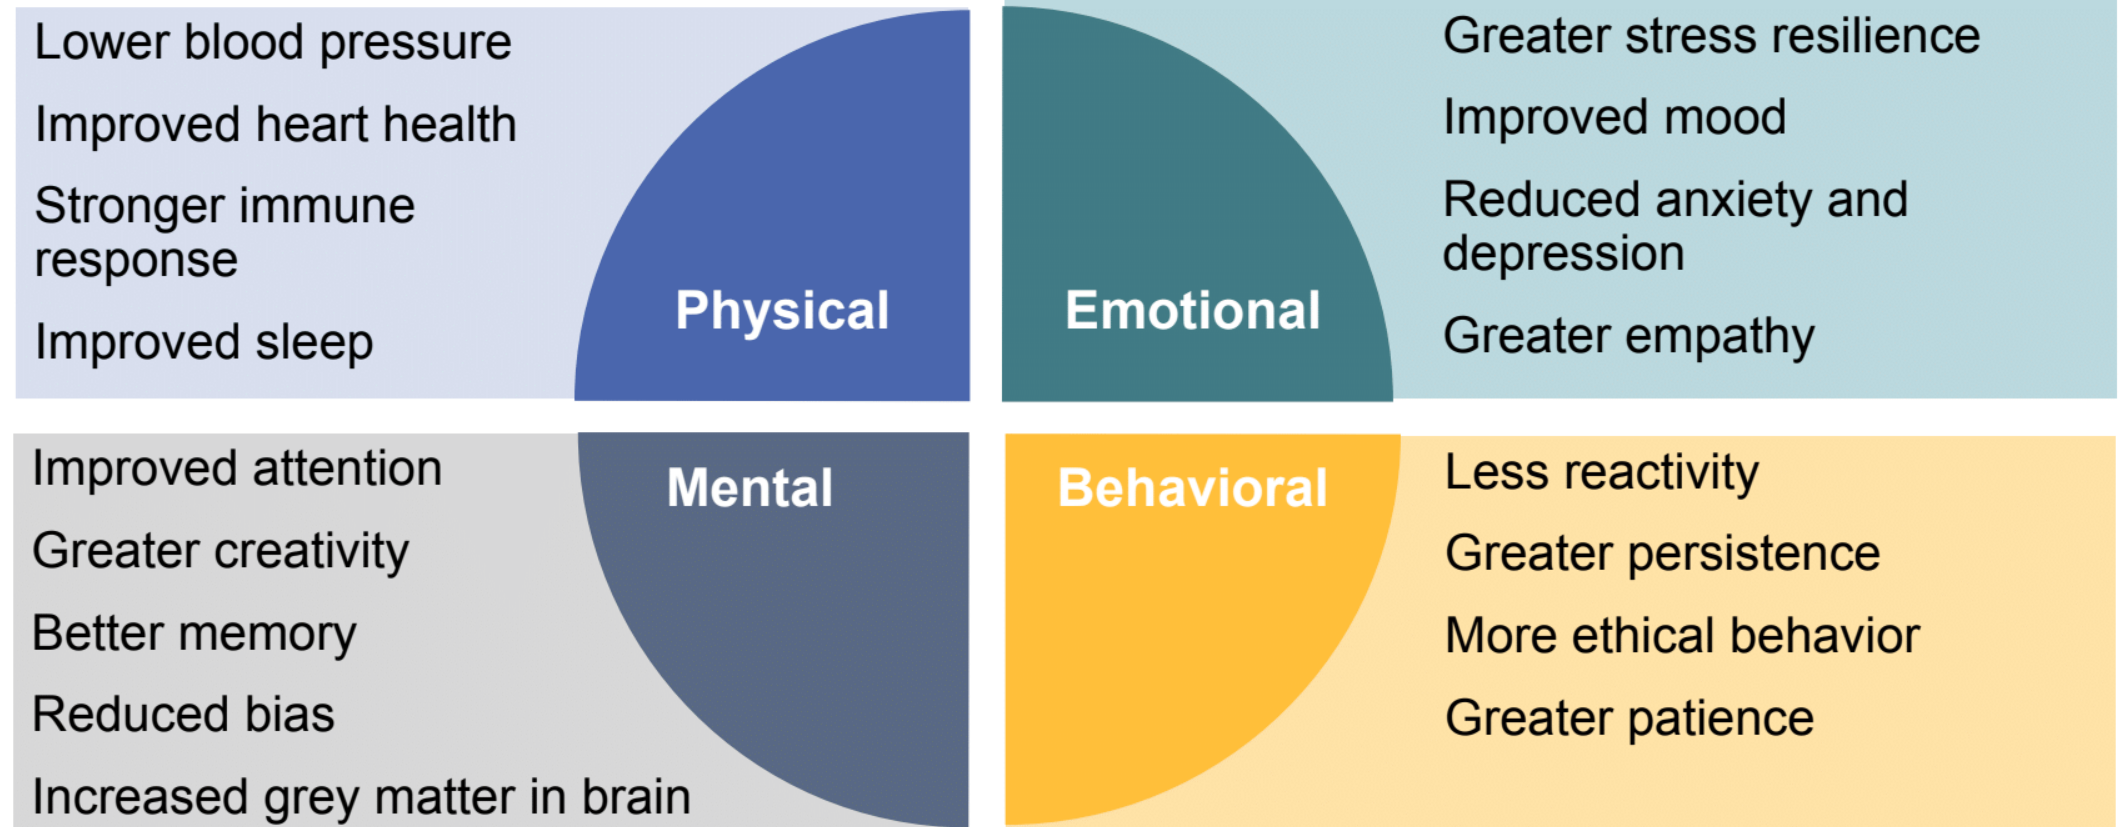 Lower blood pressure
Improved heart health
Stronger immune
response
Improved sleep
Physical
Emotional
Greater stress resilience
Improved mood
Reduced anxiety and
depression
Greater empathy
Improved attention
Greater creativity
Better memory
Reduced bias
Increased grey matter in brain
Mental
Behavioral
Less reactivity
Greater persistence
More ethical behavior
Greater patience